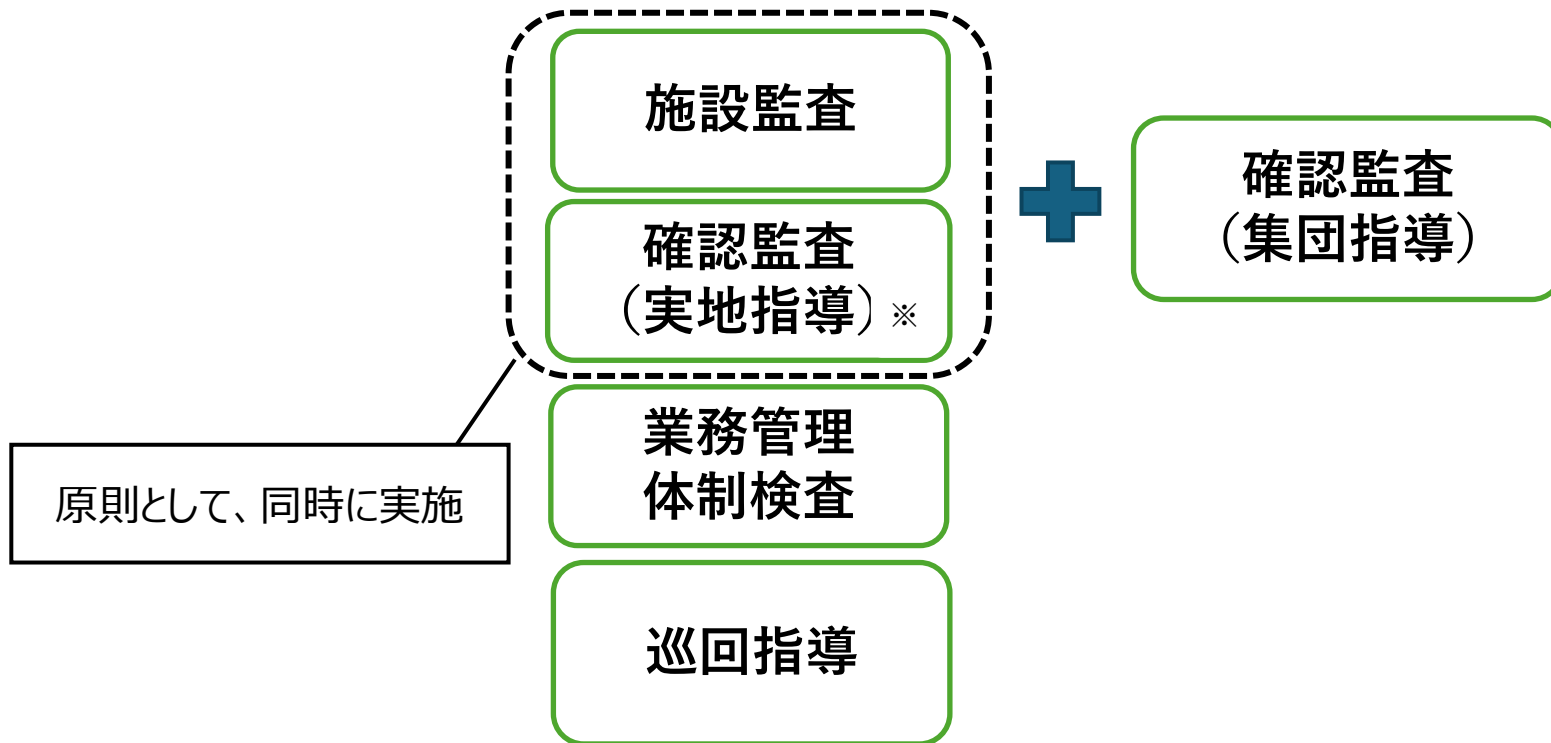 施設監査
確認監査
（実地指導）※
確認監査
（集団指導）
業務管理
体制検査
原則として、同時に実施
巡回指導